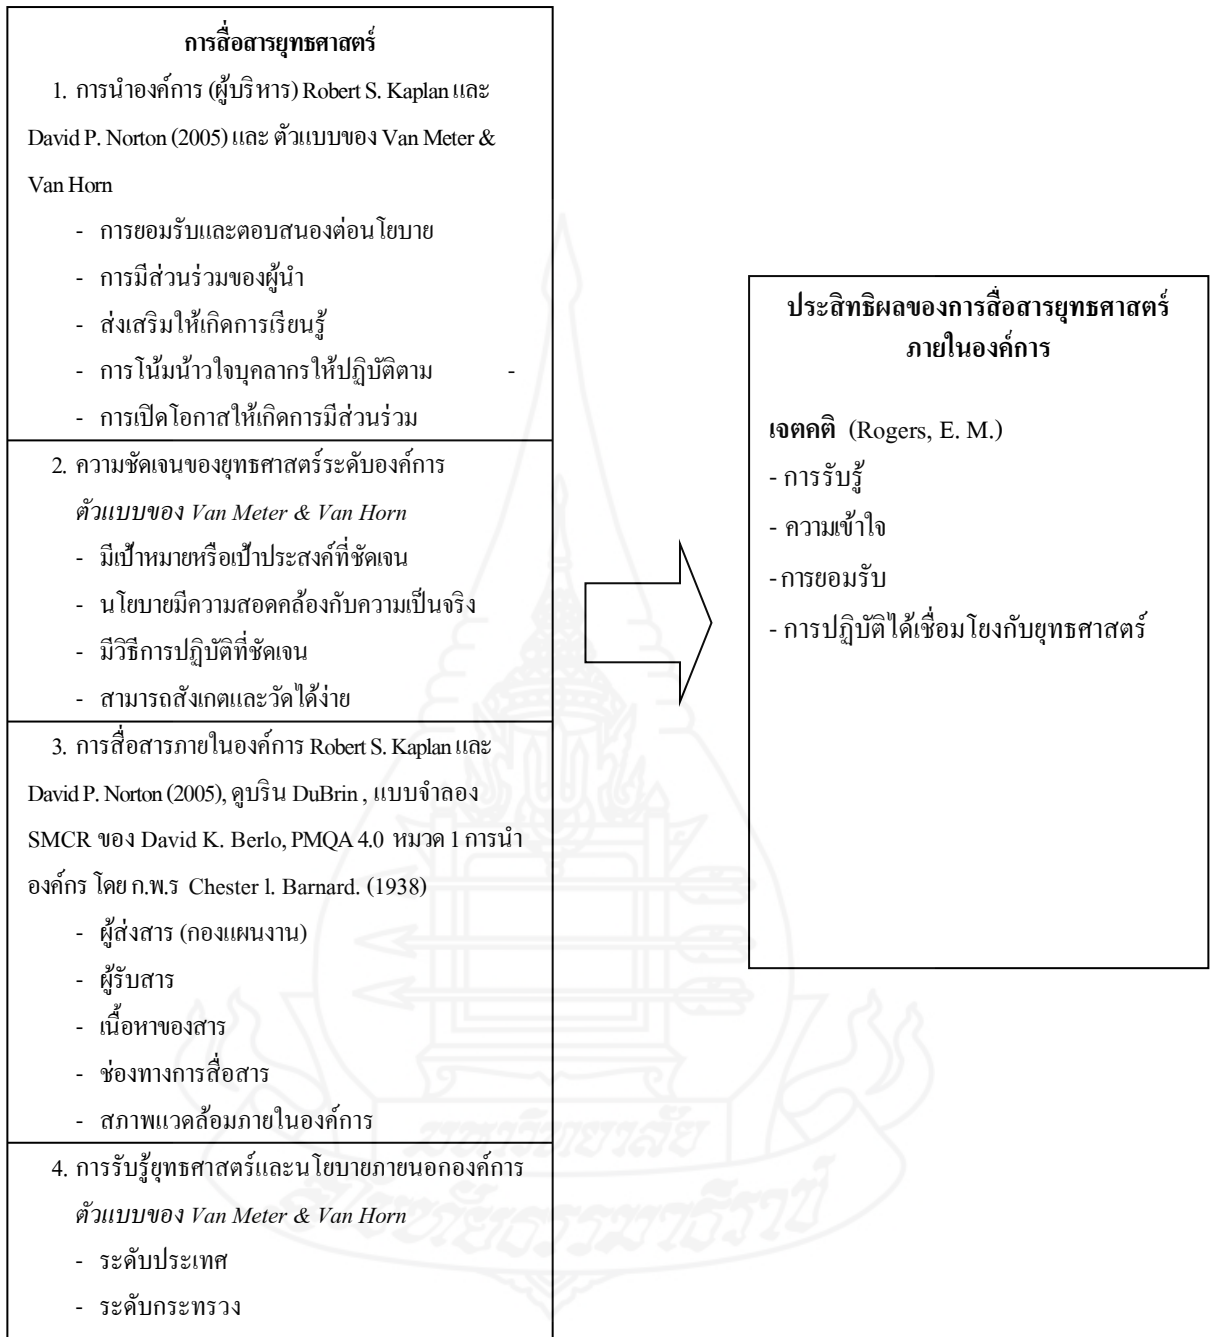 การสื่อสารยุทธศาสตร์
1. การนำองค์การ (ผู้บริหาร) Robert S. Kaplan และ
David P. Norton (2005) และ ตัวแบบของ Van Meter &
Van Horn
- การยอมรับและตอบสนองต่อนโยบาย
- การมีส่วนร่วมของผู้นำ
- ส่งเสริมให้เกิดการเรียนรู้
- การโน้มน้าวใจบุคลากรให้ปฏิบัติตาม -
- การเปิดโอกาสให้เกิดการมีส่วนร่วม
2. ความชัดเจนของยุทธศาสตร์ระดับองค์การ
ตัวแบบของ Van Meter & Van Horn
- มีเป้าหมายหรือเป้าประสงค์ที่ชัดเจน
- นโยบายมีความสอดคล้องกับความเป็นจริง
- มีวิธีการปฏิบัติที่ชัดเจน
- สามารถสังเกตและวัดได้ง่าย
3. การสื่อสารภายในองค์การ Robert S. Kaplan และ
David P. Norton (2005), ดูบริน DuBrin , แบบจำลอง
SMCR ของ David K. Berlo, PMQA 4.0 หมวด 1 การนำ
องค์กร โดย ก.พ.ร Chester l. Barnard. (1938)
- ผู้ส่งสาร (กองแผนงาน)
- ผู้รับสาร
- เนื้อหาของสาร
- ช่องทางการสื่อสาร
- สภาพแวดล้อมภายในองค์การ
4. การรับรู้ยุทธศาสตร์และนโยบายภายนอกองค์การ
ตัวแบบของ Van Meter & Van Horn
- ระดับประเทศ
- ระดับกระทรวง
ประสิทธิผลของการสื่อสารยุทธศาสตร์
ภายในองค์การ
เจตคติ (Rogers, E. M.)
- การรับรู้
- ความเข้าใจ
-การยอมรับ
- การปฏิบัติได้เชื่อมโยงกับยุทธศาสตร์
มหาวิทยาลัย
สุโขทัยธรรมาธิราช